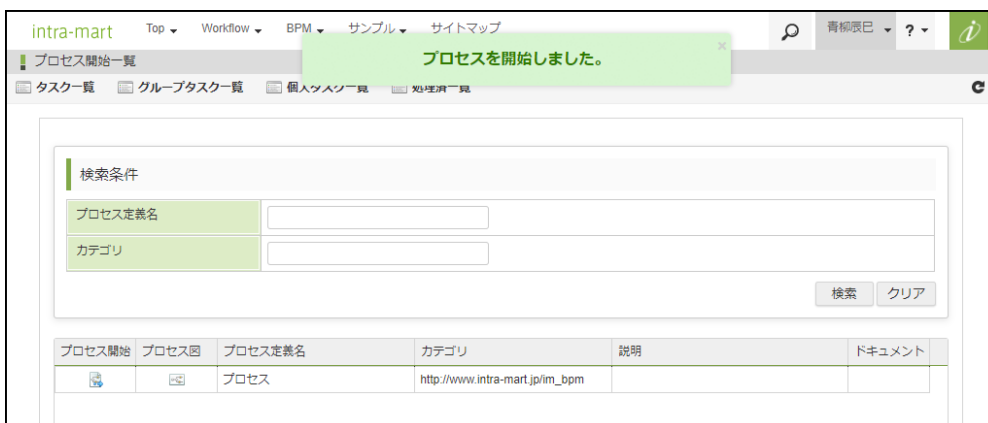 intra-mart Top Workflow BPM サンプル サイトマップ 青柳辰巳 ?
プロセスを開始しました。 ×
プロセス開始一覧
タスク一覧 グループタスク一覧 個人タスク一覧 処理済一覧
検索条件
プロセス定義名
カテゴリ
検索 クリア
プロセス開始 プロセス図 プロセス定義名 カテゴリ 説明 ドキュメント
プロセス http://www.intra-mart.jp/im_bpm